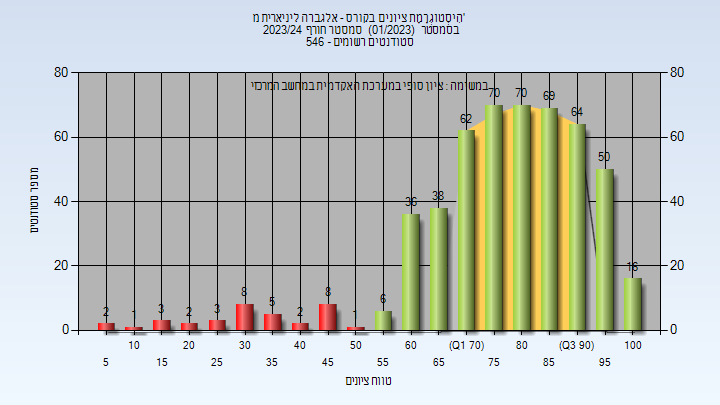 הִיסְטוֹגְרַמַּת ציונים בקורס - אלגברה ליניארית מ'
בסמסטר (01/2023) סמסטר חורף 2023/24
סטודנטים רשומים - 546
במשימה : ציון סופי במערכת האקדמית במחשב המרכזי
80 80
60 60
40 40
20 20
0 0
מספר סטודנטים
2 1 3 2 3 8 5 2 8 1 6 36 38 62 70 70 69 64 50 16
10 20 30 40 50 60 (Q1 70) 80 (Q3 90) 100
5 15 25 35 45 55 65 75 85 95
טווח ציונים